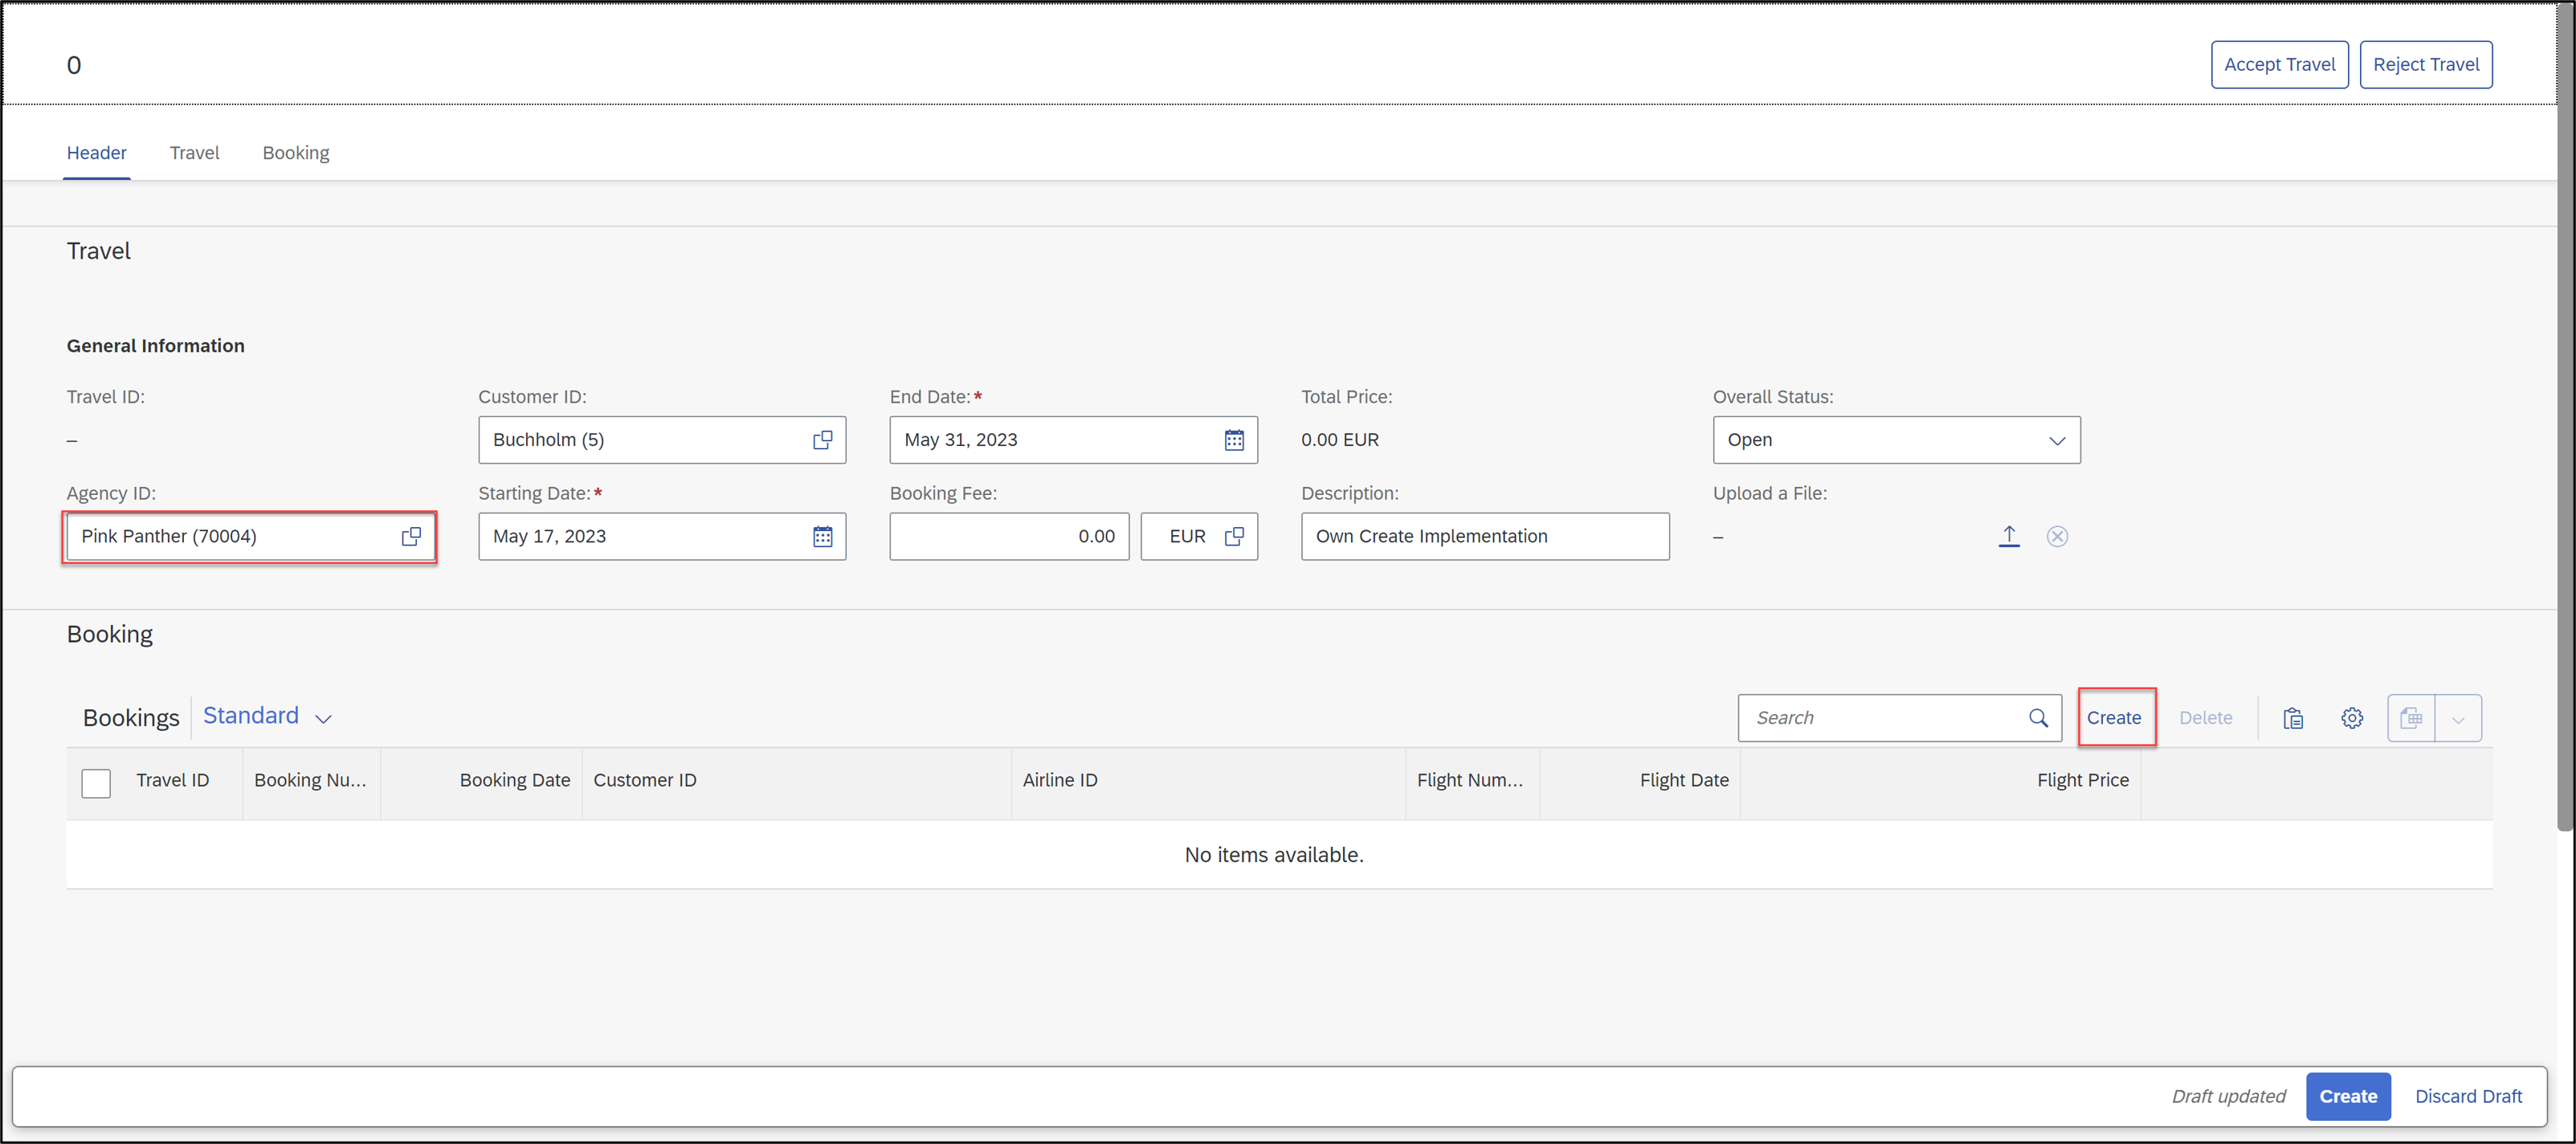 0
Accept Travel Reject Travel
Header Travel Booking
Travel
General Information
Travel ID: Customer ID: End Date:* Total Price: Overall Status:
– Buchholm (5) May 31, 2023 0.00 EUR Open
Agency ID: Starting Date:* Booking Fee: Description: Upload a File:
Pink Panther (70004) May 17, 2023 0.00 EUR Own Create Implementation –
Booking
Bookings Standard Search Create Delete
Travel ID Booking Nu... Booking Date Customer ID Airline ID Flight Num... Flight Date Flight Price
No items available.
Draft updated Create Discard Draft